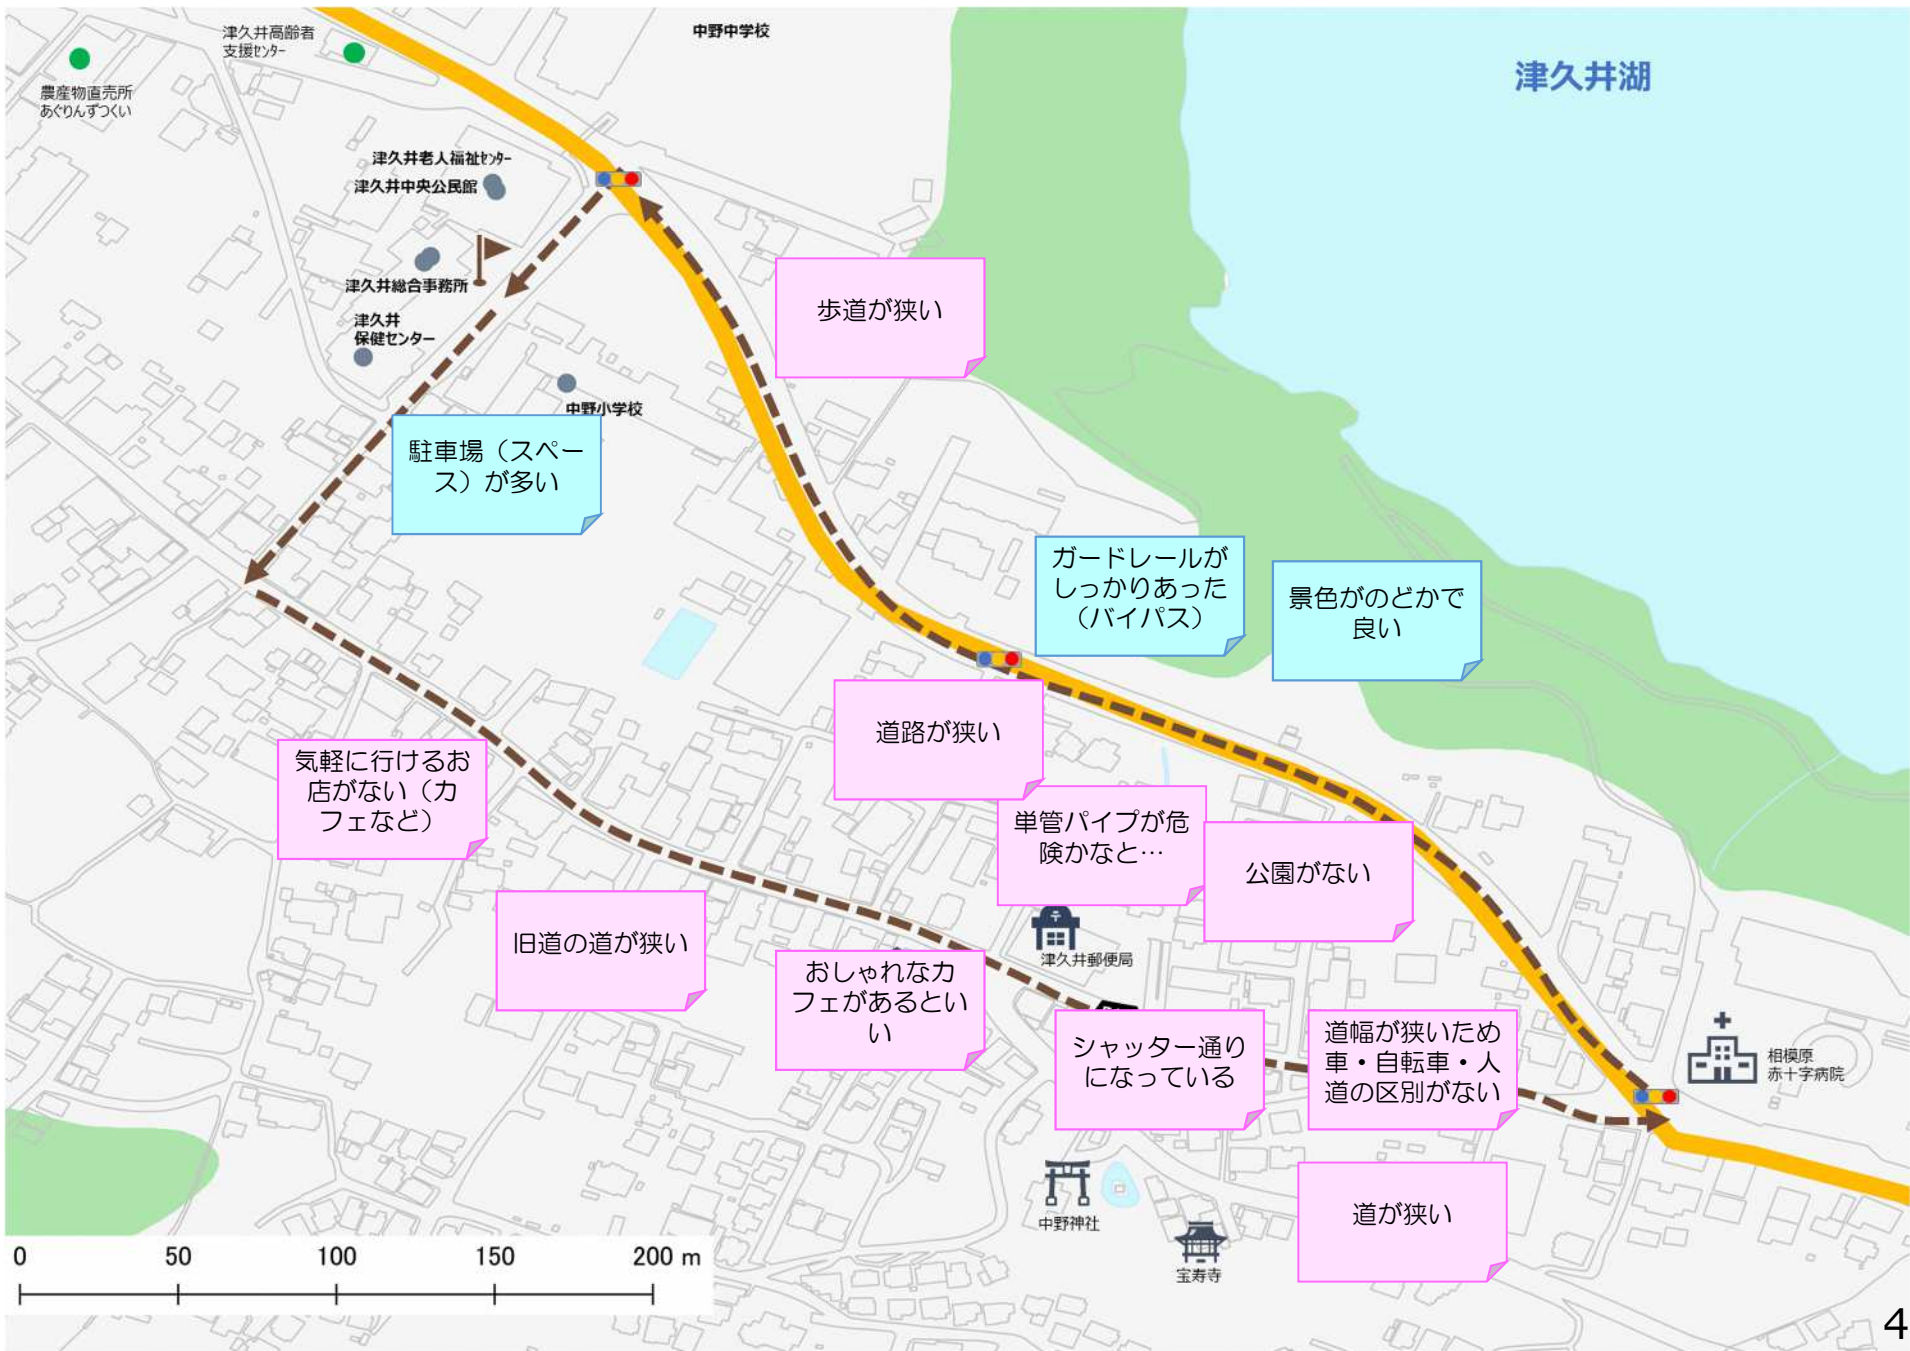 中野中学校
津久井高齢者
支援ｾﾝﾀｰ
津久井湖
農産物直売所
あぐりんずつくい
津久井老人福祉ｾﾝﾀｰ
津久井中央公民館
津久井総合事務所
津久井
保健センター
歩道が狭い
中野小学校
駐車場（スペー
ス）が多い
ガードレールが
しっかりあった
（バイパス）
景色がのどかで
良い
道路が狭い
気軽に行けるお
店がない（カ
フェなど）
単管パイプが危
険かなと…
公園がない
旧道の道が狭い
津久井郵便局
おしゃれなカ
フェがあるとい
い
シャッター通り
になっている
道幅が狭いため
車・自転車・人
道の区別がない
相模原
赤十字病院
道が狭い
中野神社
宝寿寺
0 50 100 150 200 m
4